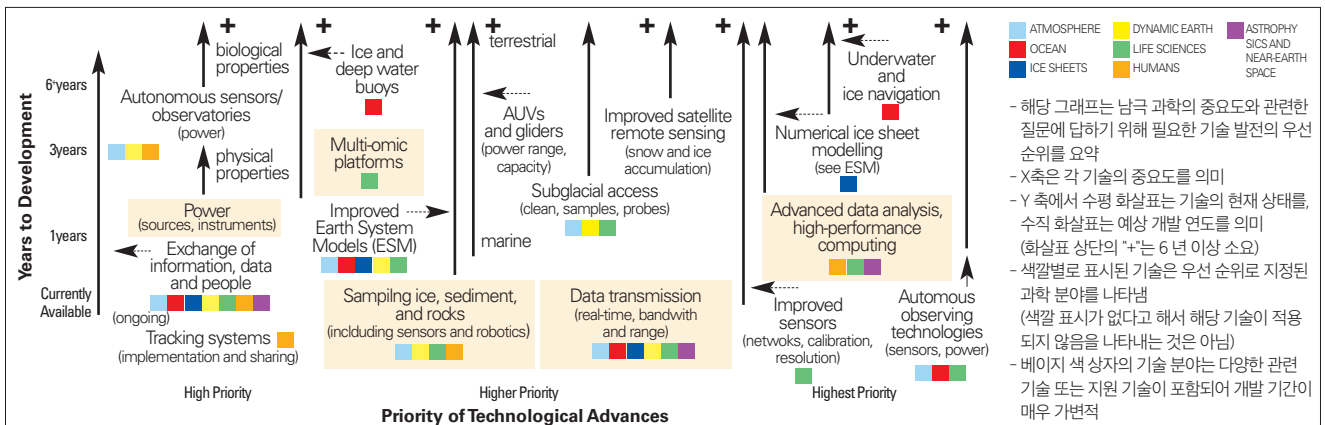 Years to Development
6 years
3years
1years
Currently
Available
+
+
+
+
+
+
+
+
biological
properties
Autonomous sensors/
observatories
(power)
physical
properties
Power
(sources, instruments)
Exchange of
information, data
and people
(ongoing)
Tracking systems
(implementation and sharing)
Ice and
deep water
buoys
Multi-omic
platforms
Improved
Earth System
Models (ESM)
Sampling ice, sediment,
and rocks
(inclduing sensors and robotics)
terrestrial
AUVs
and gliders
(power range,
capacity)
marine
Subglacial access
(clean, samples, probes)
Data transmission
(real-time, bandwith
and range)
Improved satellite
remote sensing
(snow and ice
accumulation)
Underwater
and
ice navigation
Numerical ice sheet
modelling
(see ESM)
Advanced data analysis,
high-performance
computing
Improved
sensors
(netwoks, calibration,
resolution)
Automous
observing
technologies
(sensors, power)
High Priority
Higher Priority
Highest Priority
Priority of Technological Advances
ATMOSPHERE
OCEAN
ICE SHEETS
DYNAMIC EARTH
LIFE SCIENCES
HUMANS
ASTROPHY
SICS AND
NEAR-EARTH
SPACE
- 해당 그래프는 남극 과학의 중요도와 관련한
질문에 답하기 위해 필요한 기술 발전의 우선
순위를 요약
- X축은 각 기술의 중요도를 의미
- Y 축에서 수평 화살표는 기술의 현재 상태를,
수직 화살표는 예상 개발 연도를 의미
(화살표 상단의 "+"는 6 년 이상 소요)
- 색깔별로 표시된 기술은 우선 순위로 지정된
과학 분야를 나타냄
(색깔 표시가 없다고 해서 해당 기술이 적용
되지 않음을 나타내는 것은 아님)
- 베이지 색 상자의 기술 분야는 다양한 관련
기술 또는 지원 기술이 포함되어 개발 기간이
매우 가변적